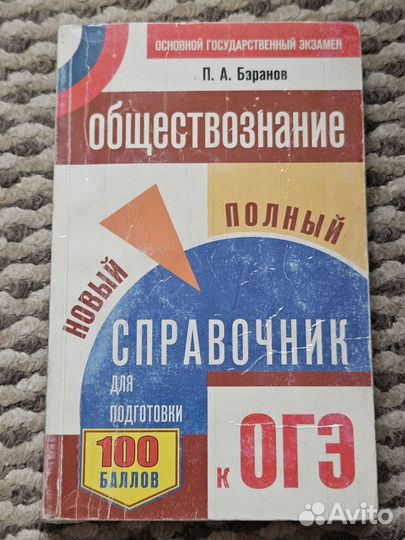 ОСНОВНОЙ ГОСУДАРСТВЕННЫЙ ЭКЗАМЕН
П. А. Баранов
ОБЩЕСТВОЗНАНИЕ
НОВЫЙ
ПОЛНЫЙ
СПРАВОЧНИК
ДЛЯ
ПОДГОТОВКИ
100
БАЛЛОВ
К ОГЭ
Avito